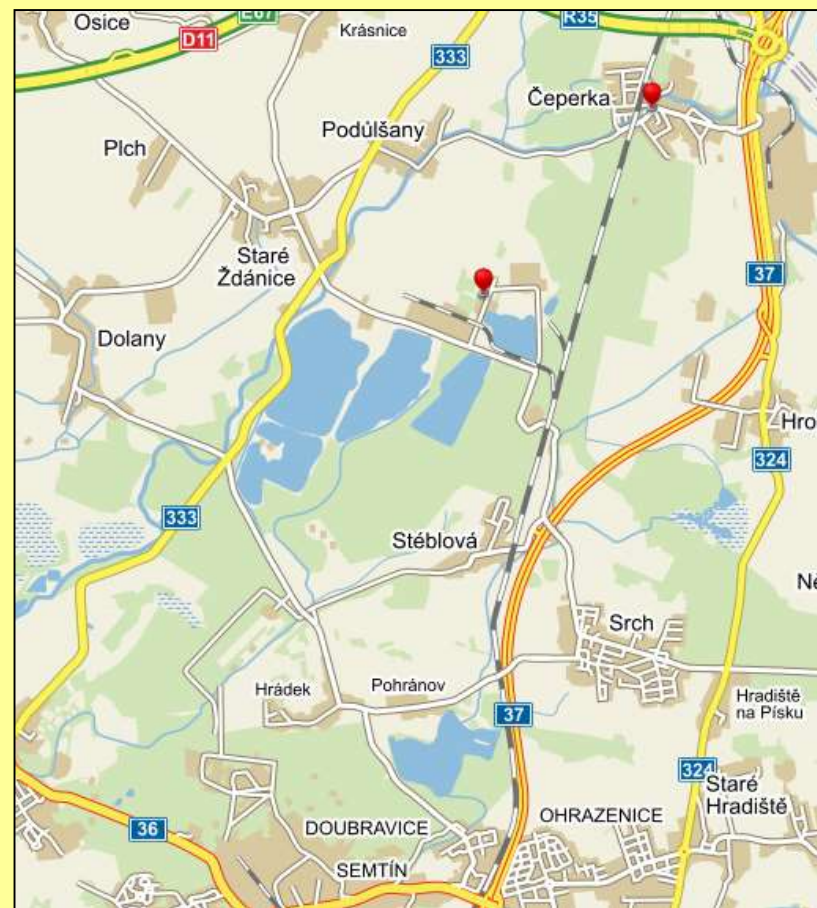 Osice
E67
D11
Krásnice
333
R35
Čeperka
Podůlšany
Plch
Staré
Ždánice
37
Dolany
Hro
324
333
Stéblová
Srch
Ně
Hrádek
Pohránov
37
Hradiště
na Písku
324
Staré
Hradiště
36
DOUBRAVICE
OHRAZENICE
SEMTÍN